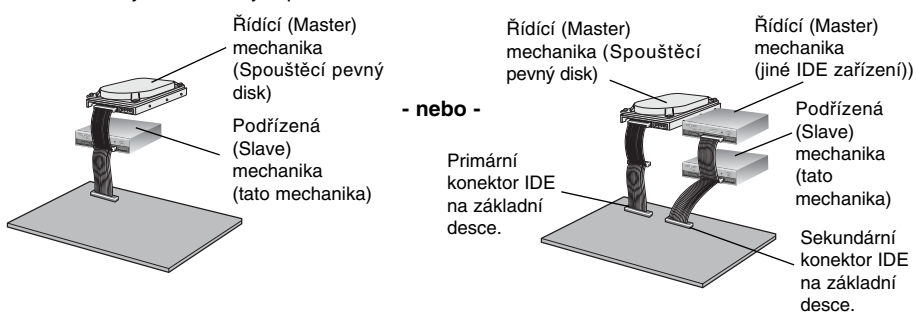 Řídící (Master)
mechanika
(Spouštěcí pevný
disk)
Podřízená
(Slave)
mechanika
(tato mechanika)
- nebo -
Řídící (Master)
mechanika (Spouštěcí
pevný disk)
Řídící (Master)
mechanika
(jiné IDE zařízení))
Podřízená
(Slave)
mechanika
(tato
mechanika)
Primární
konektor IDE
na základní
desce.
Sekundární
konektor IDE
na základní
desce.